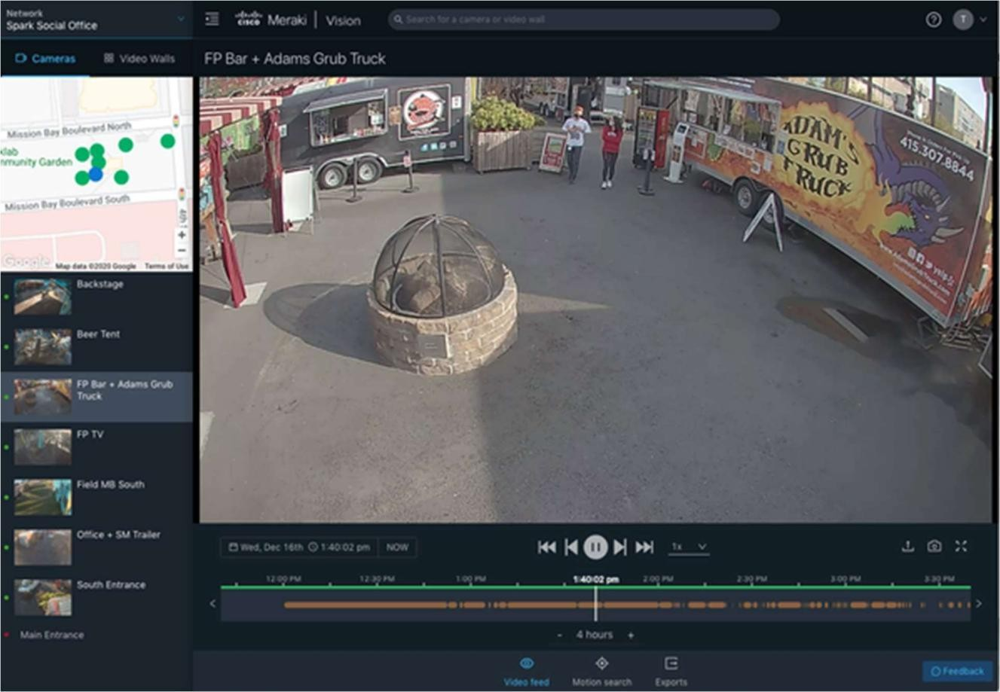 Network
Spark Social Office
cisco Meraki | Vision
Search for a camera or video wall
T
Cameras
Video Walls
FP Bar + Adams Grub Truck
Mission Bay Boulevard North
klab
mmunity Garden
Mission Bay Boulevard South
4th
Google
Map data ©2020 Google
Terms of Use
ADAM'S
GRUB
TRUCK
415.307.8844
www.AdamsGrubTruck.com
yelp
Backstage
Beer Tent
FP Bar + Adams Grub
Truck
FP TV
Field MB South
Office + SM Trailer
South Entrance
Main Entrance
Wed, Dec 16th 1:40:02 pm
NOW
1x
12:00 PM
12:30 PM
1:00 PM
1:40:02 pm
2:00 PM
2:30 PM
3:00 PM
3:30 PM
- 4 hours +
Video feed
Motion search
Exports
Feedback